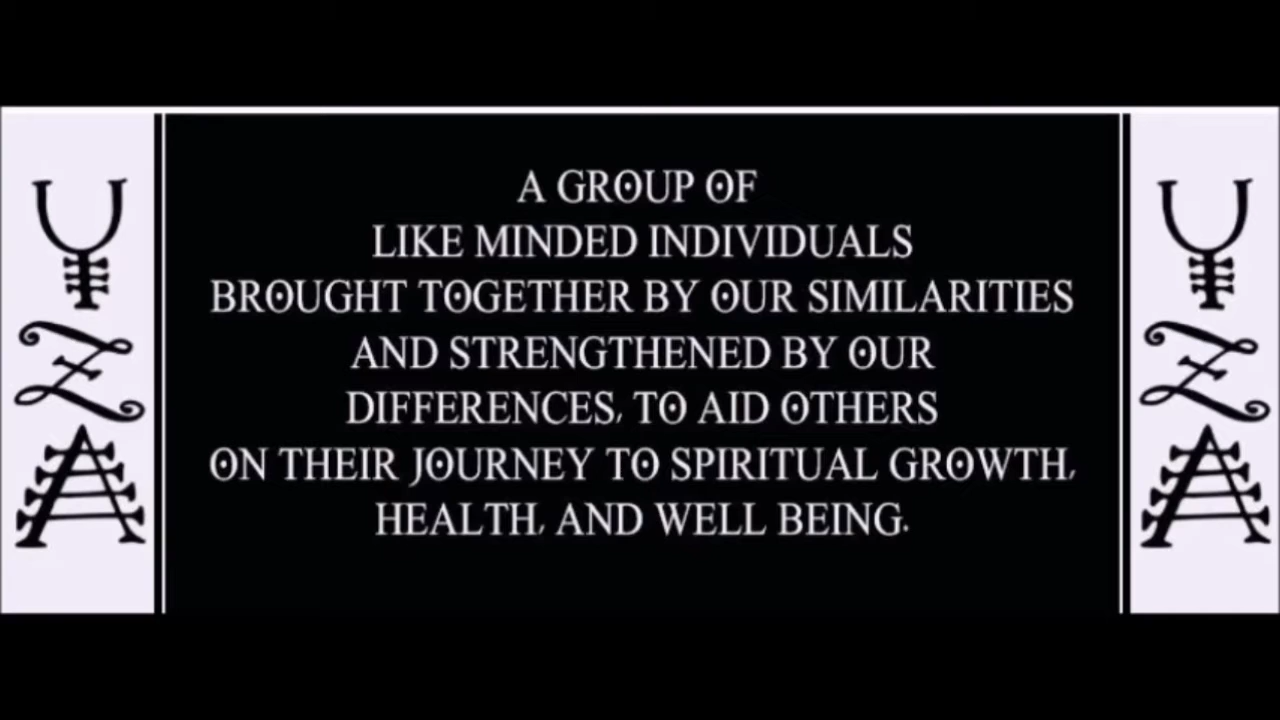 A GROUP OF
LIKE MINDED INDIVIDUALS
BROUGHT TOGETHER BY OUR SIMILARITIES
AND STRENGTHENED BY OUR
DIFFERENCES, TO AID OTHERS
ON THEIR JOURNEY TO SPIRITUAL GROWTH,
HEALTH, AND WELL BEING.